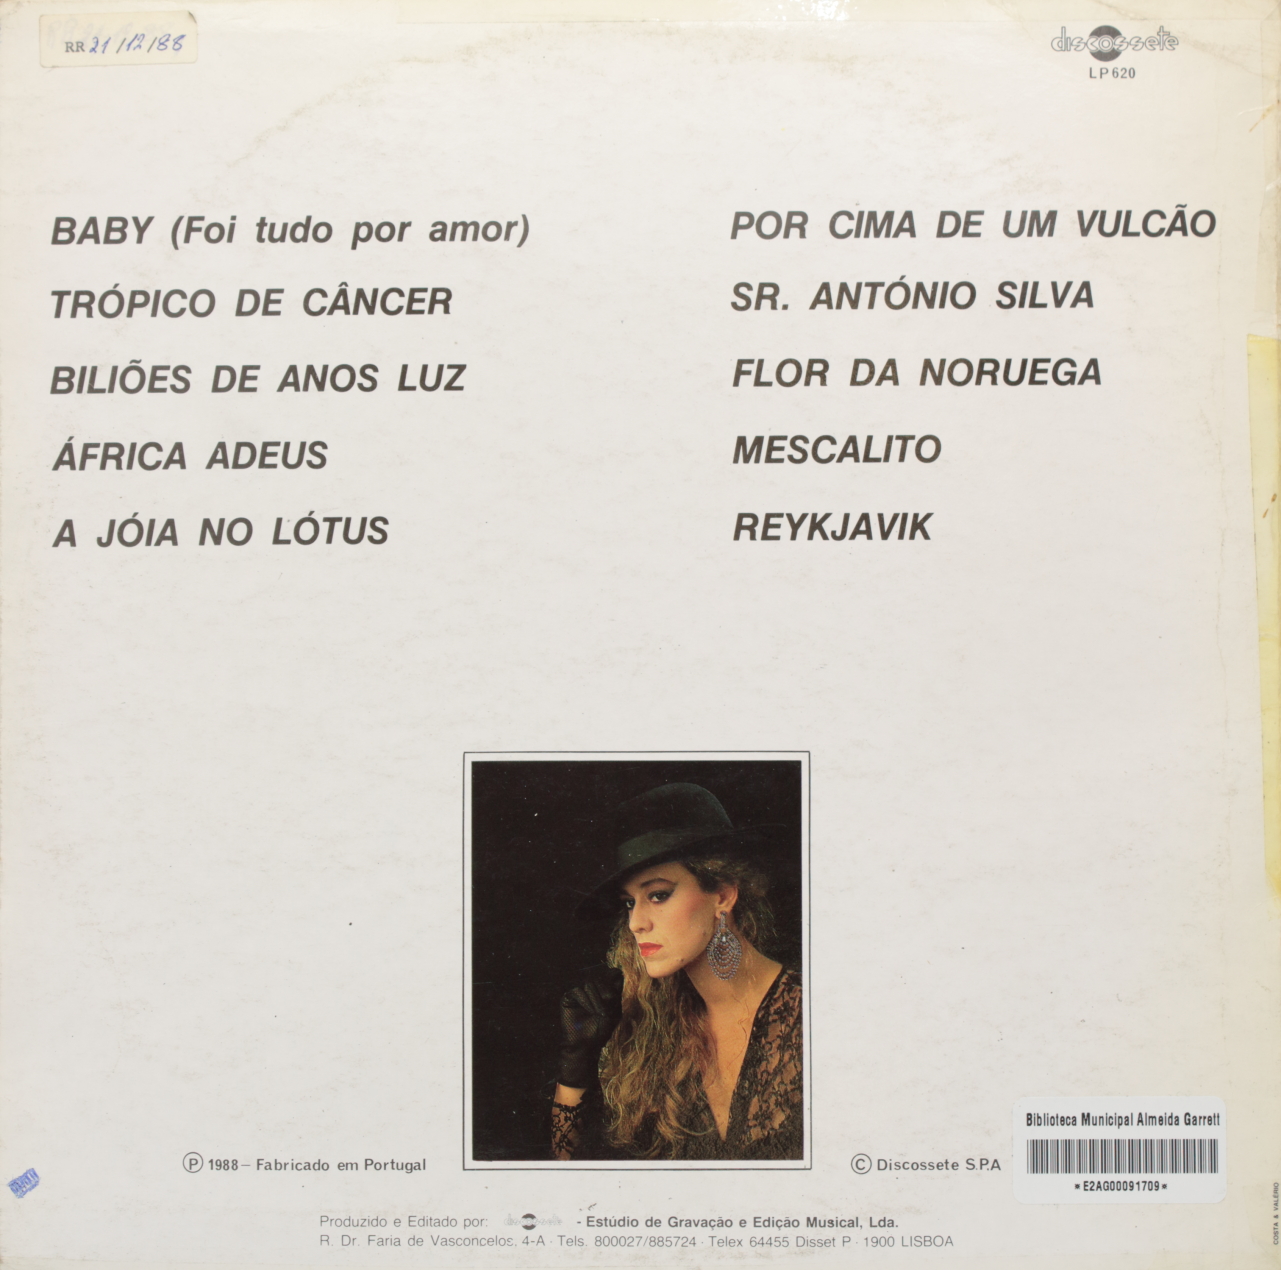 RR 21/12/88
discossete
LP 620
BABY (Foi tudo por amor)
TRÓPICO DE CÂNCER
BILIÕES DE ANOS LUZ
ÁFRICA ADEUS
A JÓIA NO LÓTUS
POR CIMA DE UM VULCÃO
SR. ANTÓNIO SILVA
FLOR DA NORUEGA
MESCALITO
REYKJAVIK
Ⓟ 1988 – Fabricado em Portugal
© Discossete S.P.A
Biblioteca Municipal Almeida Garrett
*E2AG00091709*
Produzido e Editado por: - Estúdio de Gravação e Edição Musical, Lda.
R. Dr. Faria de Vasconcelos, 4-A · Tels. 800027/885724 · Telex 64455 Disset P · 1900 LISBOA
COSTA & VALÉRIO